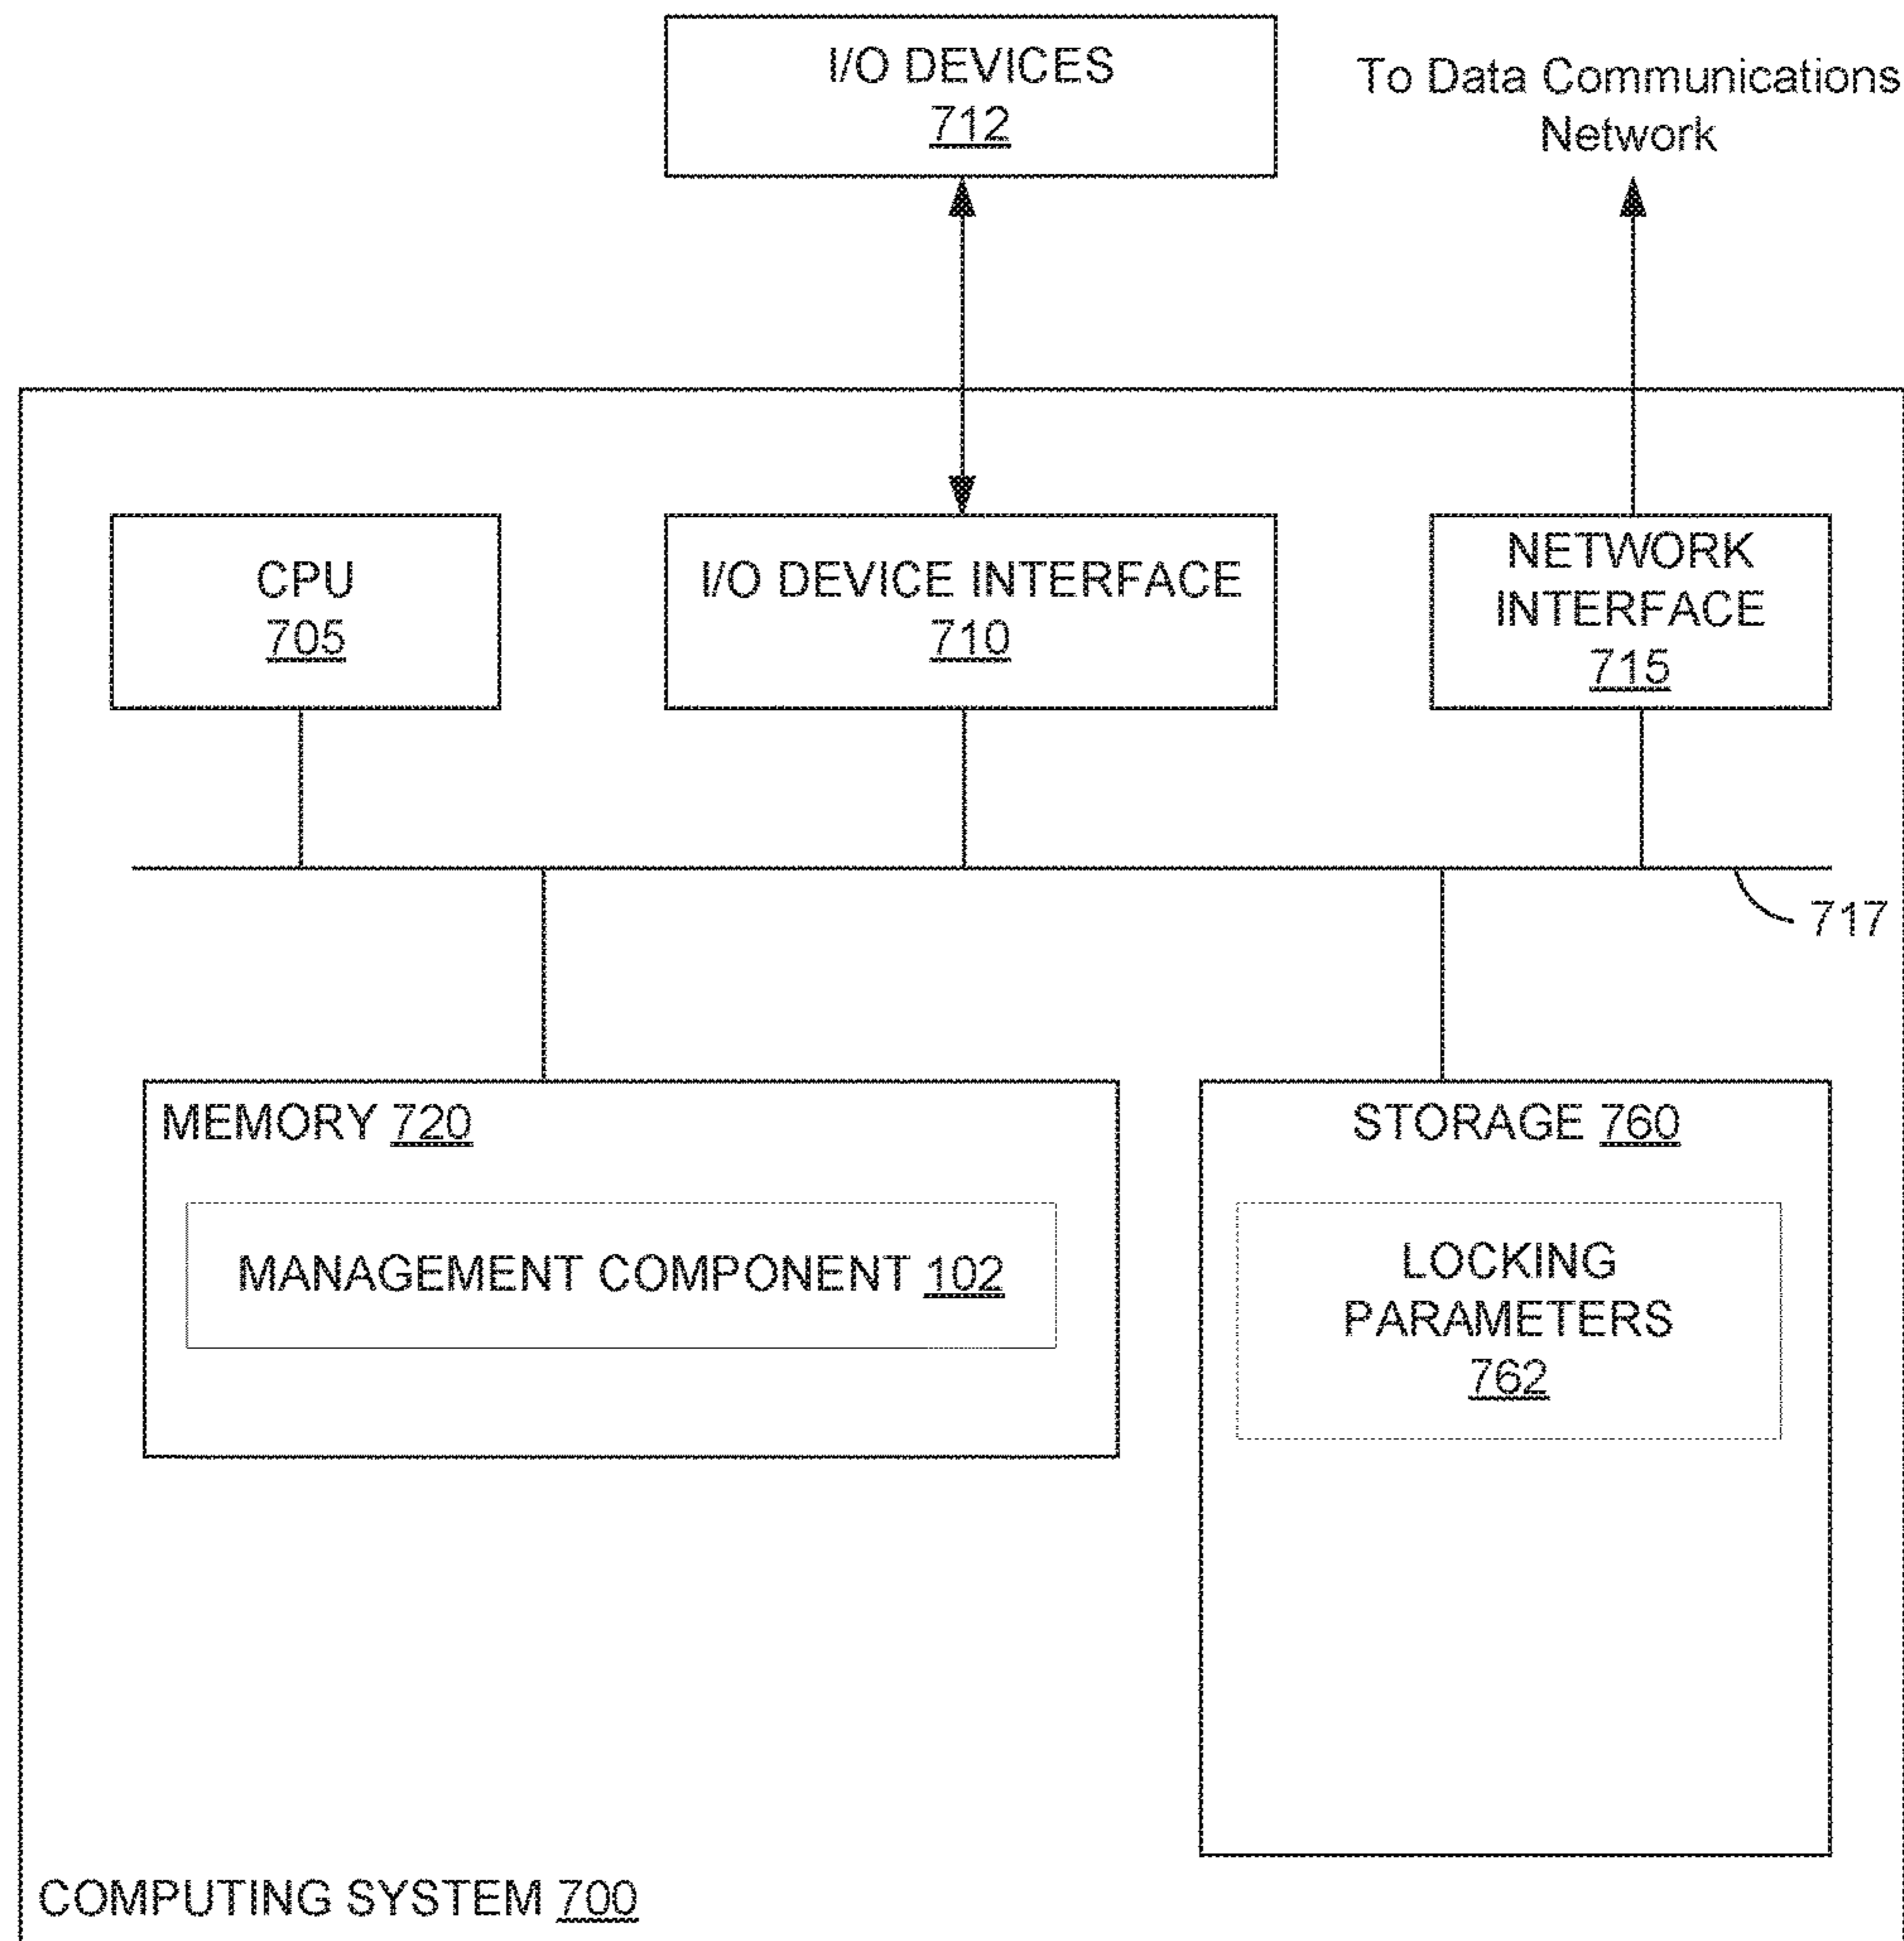 I/O DEVICES
712
To Data Communications
Network
CPU
705
I/O DEVICE INTERFACE
710
NETWORK
INTERFACE
715
717
MEMORY 720
MANAGEMENT COMPONENT 102
STORAGE 760
LOCKING
PARAMETERS
762
COMPUTING SYSTEM 700